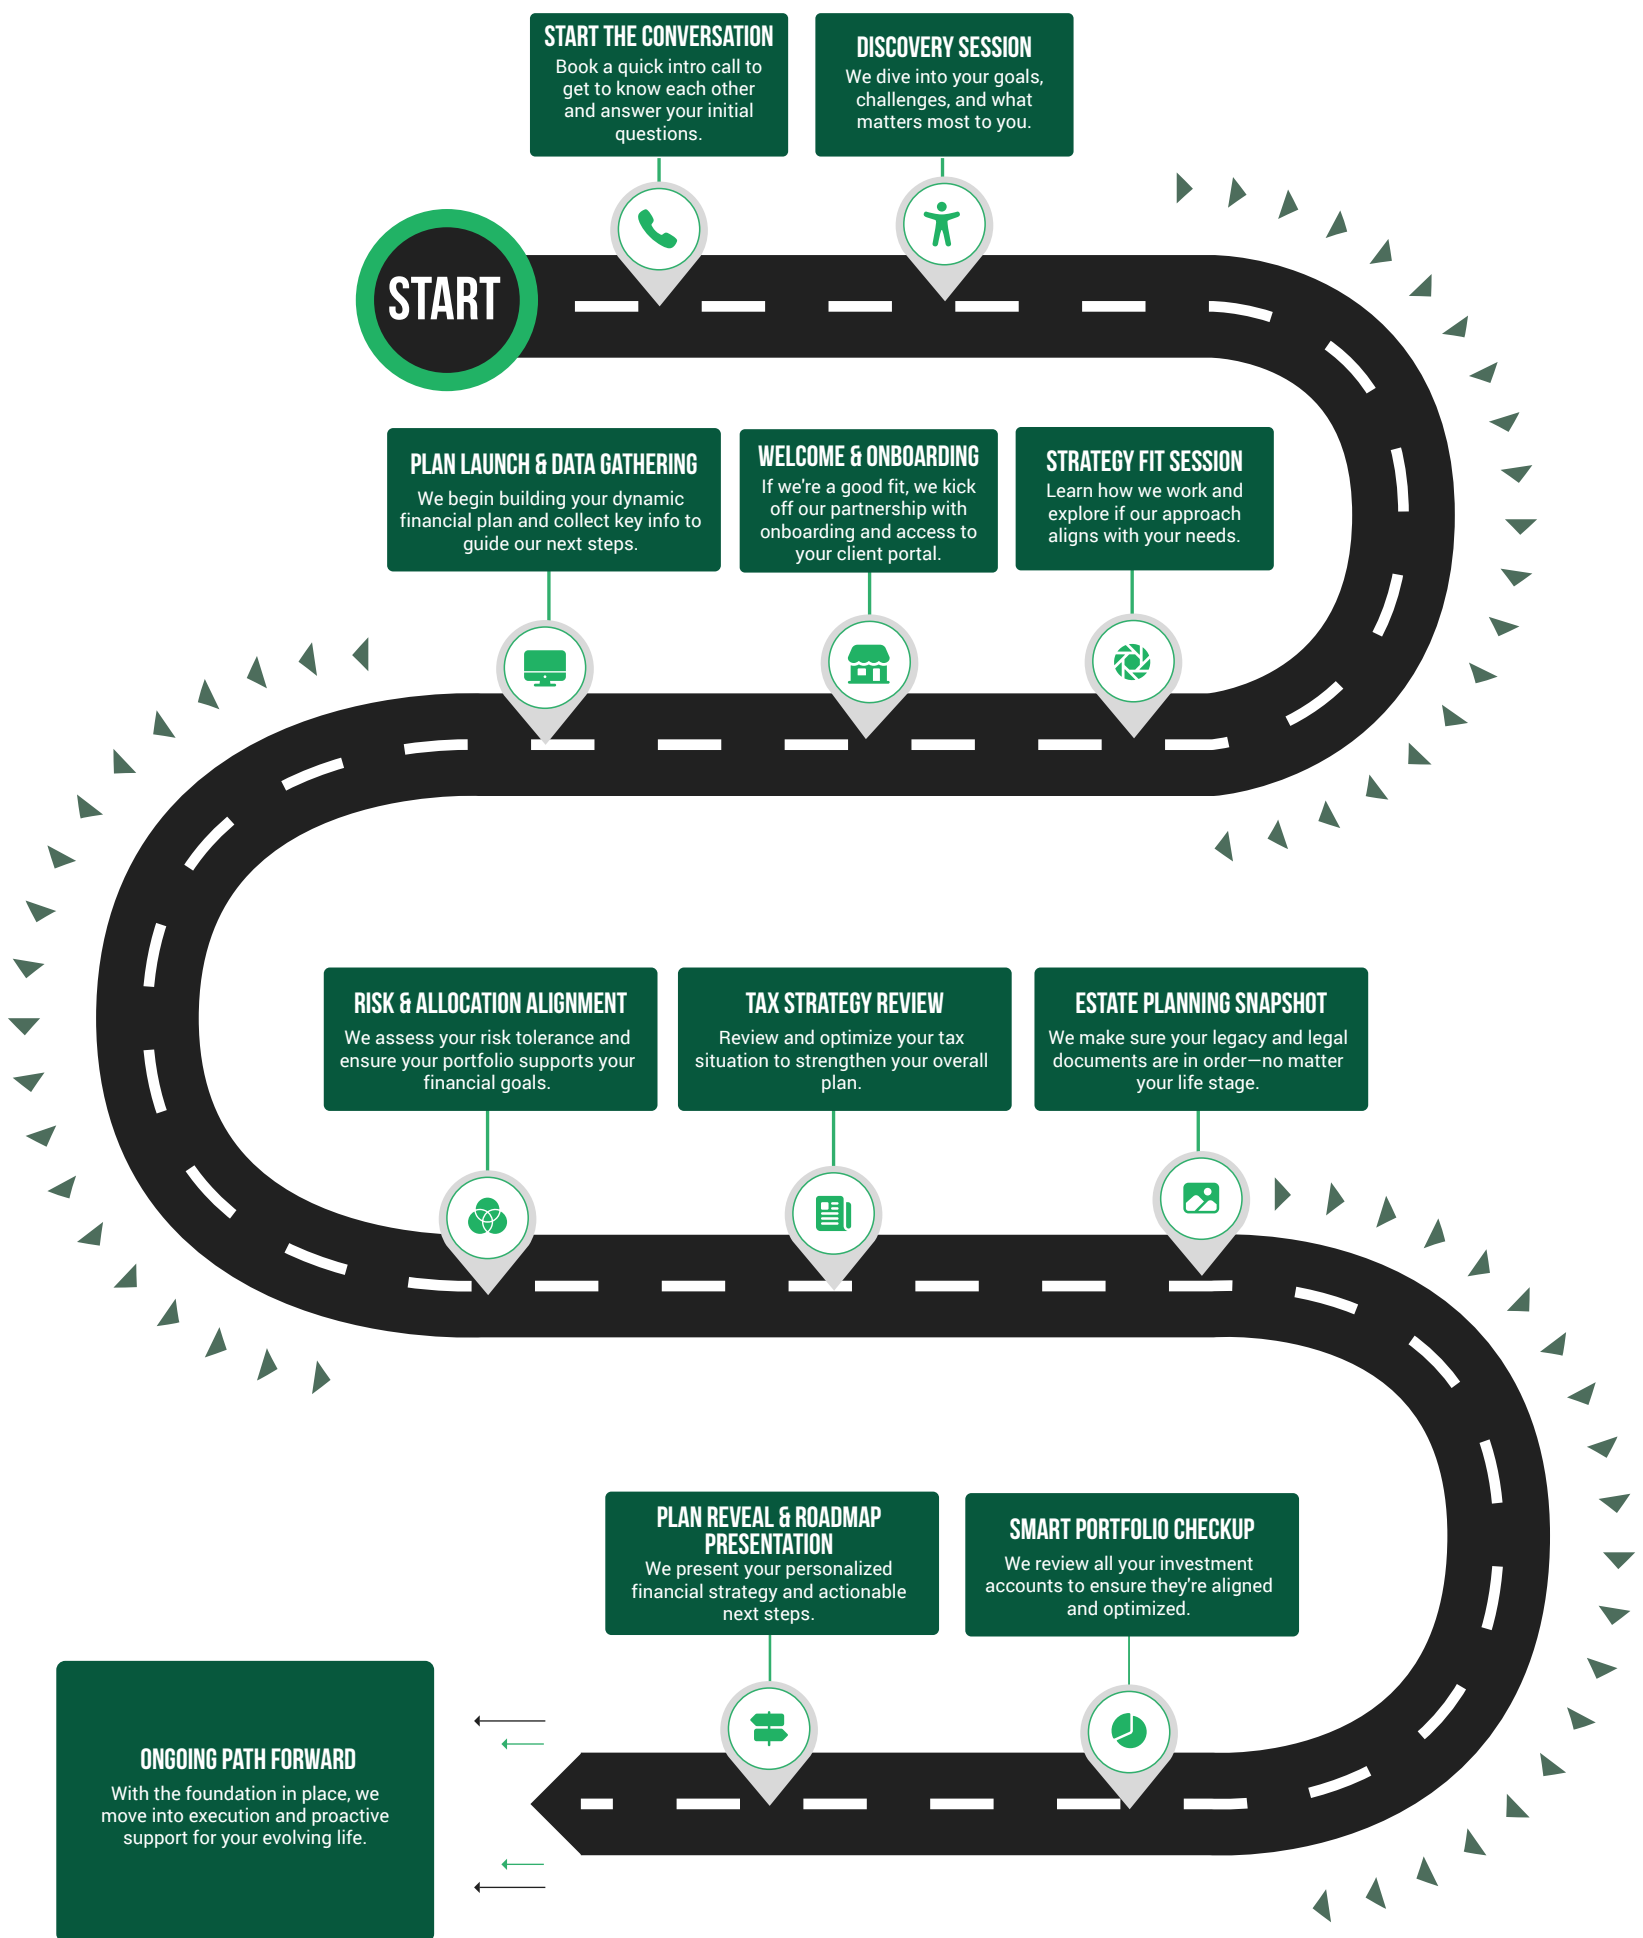 START THE CONVERSATION
Book a quick intro call to
get to know each other
and answer your initial
questions.
DISCOVERY SESSION
We dive into your goals,
challenges, and what
matters most to you.
START
PLAN LAUNCH & DATA GATHERING
We begin building your dynamic
financial plan and collect key info to
guide our next steps.
WELCOME & ONBOARDING
If we're a good fit, we kick
off our partnership with
onboarding and access to
your client portal.
STRATEGY FIT SESSION
Learn how we work and
explore if our approach
aligns with your needs.
RISK & ALLOCATION ALIGNMENT
We assess your risk tolerance and
ensure your portfolio supports your
financial goals.
TAX STRATEGY REVIEW
Review and optimize your tax
situation to strengthen your overall
plan.
ESTATE PLANNING SNAPSHOT
We make sure your legacy and legal
documents are in order—no matter
your life stage.
PLAN REVEAL & ROADMAP
PRESENTATION
We present your personalized
financial strategy and actionable
next steps.
SMART PORTFOLIO CHECKUP
We review all your investment
accounts to ensure they're aligned
and optimized.
ONGOING PATH FORWARD
With the foundation in place, we
move into execution and proactive
support for your evolving life.